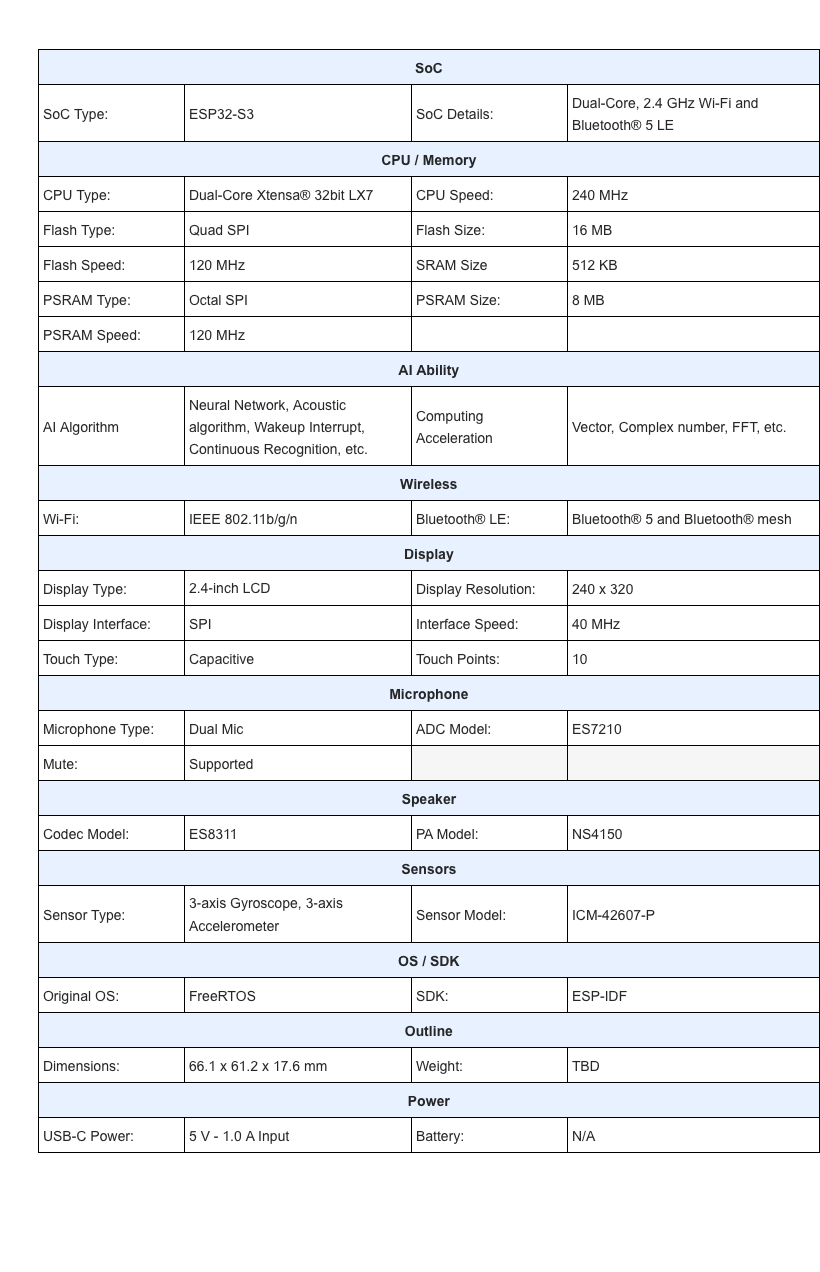 SoC
SoC Type: ESP32-S3 SoC Details: Dual-Core, 2.4 GHz Wi-Fi and
Bluetooth® 5 LE
CPU / Memory
CPU Type: Dual-Core Xtensa® 32bit LX7 CPU Speed: 240 MHz
Flash Type: Quad SPI Flash Size: 16 MB
Flash Speed: 120 MHz SRAM Size 512 KB
PSRAM Type: Octal SPI PSRAM Size: 8 MB
PSRAM Speed: 120 MHz
AI Ability
AI Algorithm
Neural Network, Acoustic
algorithm, Wakeup Interrupt,
Continuous Recognition, etc.
Computing
Acceleration
Vector, Complex number, FFT, etc.
Wireless
Wi-Fi: IEEE 802.11b/g/n Bluetooth® LE: Bluetooth® 5 and Bluetooth® mesh
Display
Display Type: 2.4-inch LCD Display Resolution: 240 x 320
Display Interface: SPI Interface Speed: 40 MHz
Touch Type: Capacitive Touch Points: 10
Microphone
Microphone Type: Dual Mic ADC Model: ES7210
Mute: Supported
Speaker
Codec Model: ES8311 PA Model: NS4150
Sensors
Sensor Type:
3-axis Gyroscope, 3-axis
Accelerometer
Sensor Model: ICM-42607-P
OS / SDK
Original OS: FreeRTOS SDK: ESP-IDF
Outline
Dimensions: 66.1 x 61.2 x 17.6 mm Weight: TBD
Power
USB-C Power: 5 V - 1.0 A Input Battery: N/A